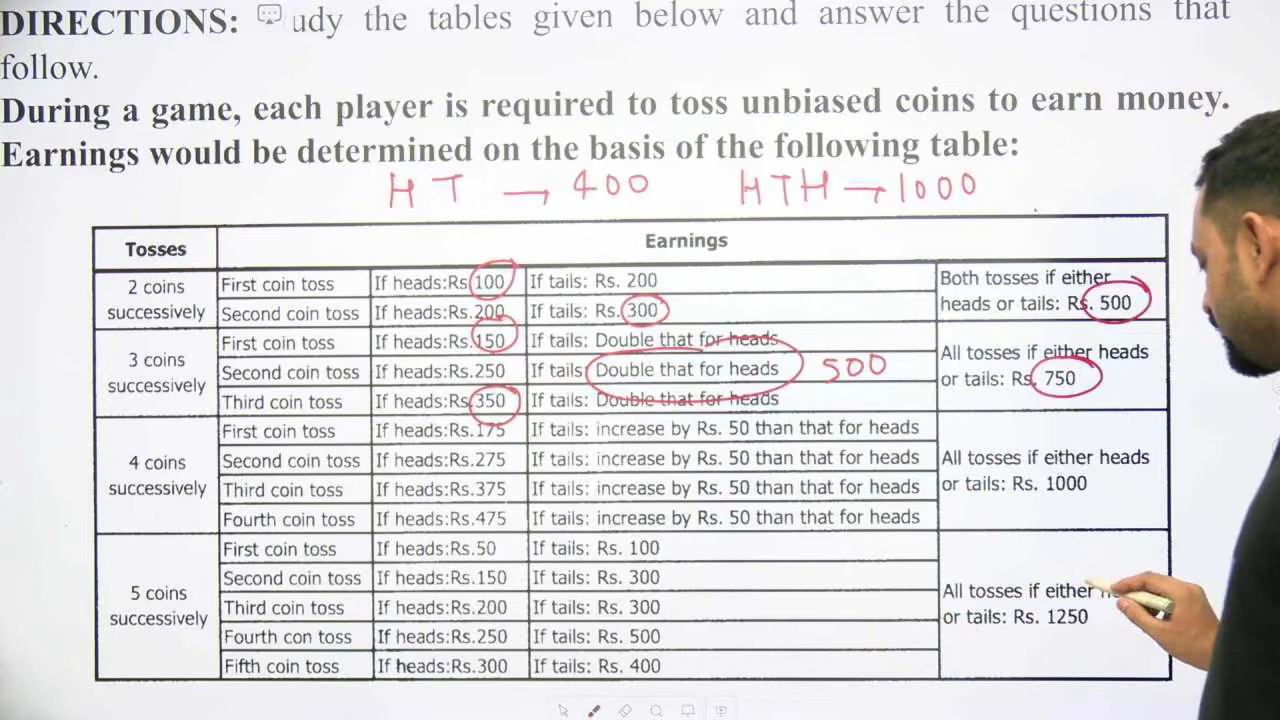 DIRECTIONS: udy the tables given below and answer the questions that
follow.
During a game, each player is required to toss unbiased coins to earn money.
Earnings would be determined on the basis of the following table:
H T → 400 HTH → 1000
Tosses Earnings
2 coins successively
First coin toss If heads:Rs.100 If tails: Rs. 200
Second coin toss If heads:Rs.200 If tails: Rs. 300
Both tosses if either
heads or tails: Rs. 500
3 coins successively
First coin toss If heads:Rs.150 If tails: Double that for heads
Second coin toss If heads:Rs.250 If tails: Double that for heads 500
Third coin toss If heads:Rs.350 If tails: Double that for heads
All tosses if either heads
or tails: Rs. 750
4 coins successively
First coin toss If heads:Rs.175 If tails: increase by Rs. 50 than that for heads
Second coin toss If heads:Rs.275 If tails: increase by Rs. 50 than that for heads
Third coin toss If heads:Rs.375 If tails: increase by Rs. 50 than that for heads
Fourth coin toss If heads:Rs.475 If tails: increase by Rs. 50 than that for heads
All tosses if either heads
or tails: Rs. 1000
5 coins successively
First coin toss If heads:Rs.50 If tails: Rs. 100
Second coin toss If heads:Rs.150 If tails: Rs. 300
Third coin toss If heads:Rs.200 If tails: Rs. 300
Fourth con toss If heads:Rs.250 If tails: Rs. 500
Fifth coin toss If heads:Rs.300 If tails: Rs. 400
All tosses if either
or tails: Rs. 1250